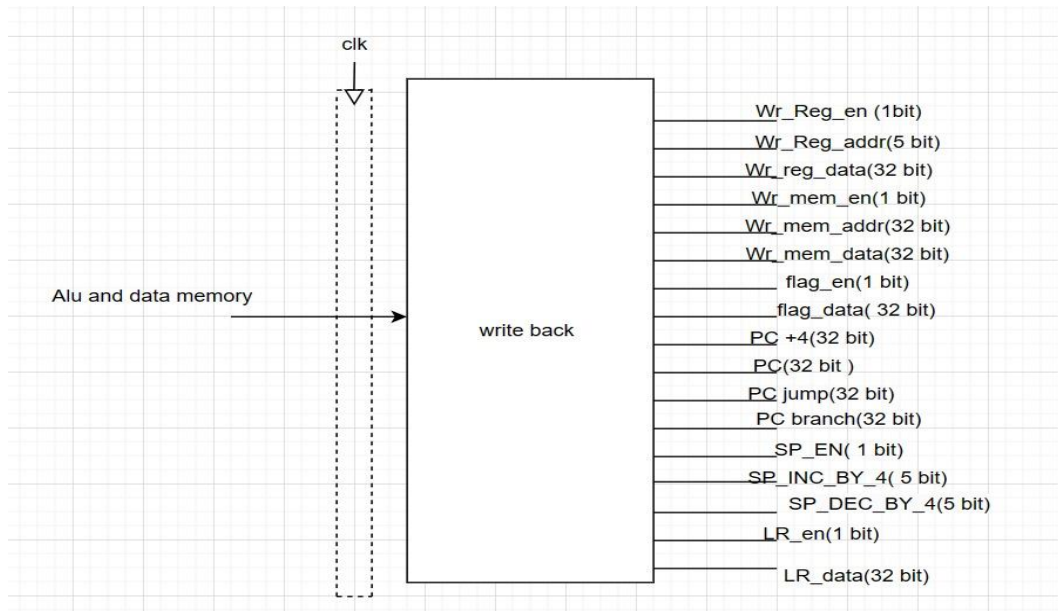 clk
Alu and data memory
write back
Wr_Reg_en (1bit)
Wr_Reg_addr(5 bit)
Wr_reg_data(32 bit)
Wr_mem_en(1 bit)
Wr_mem_addr(32 bit)
Wr_mem_data(32 bit)
flag_en(1 bit)
flag_data( 32 bit)
PC +4(32 bit)
PC(32 bit )
PC jump(32 bit)
PC branch(32 bit)
SP_EN( 1 bit)
SP_INC_BY_4( 5 bit)
SP_DEC_BY_4(5 bit)
LR_en(1 bit)
LR_data(32 bit)